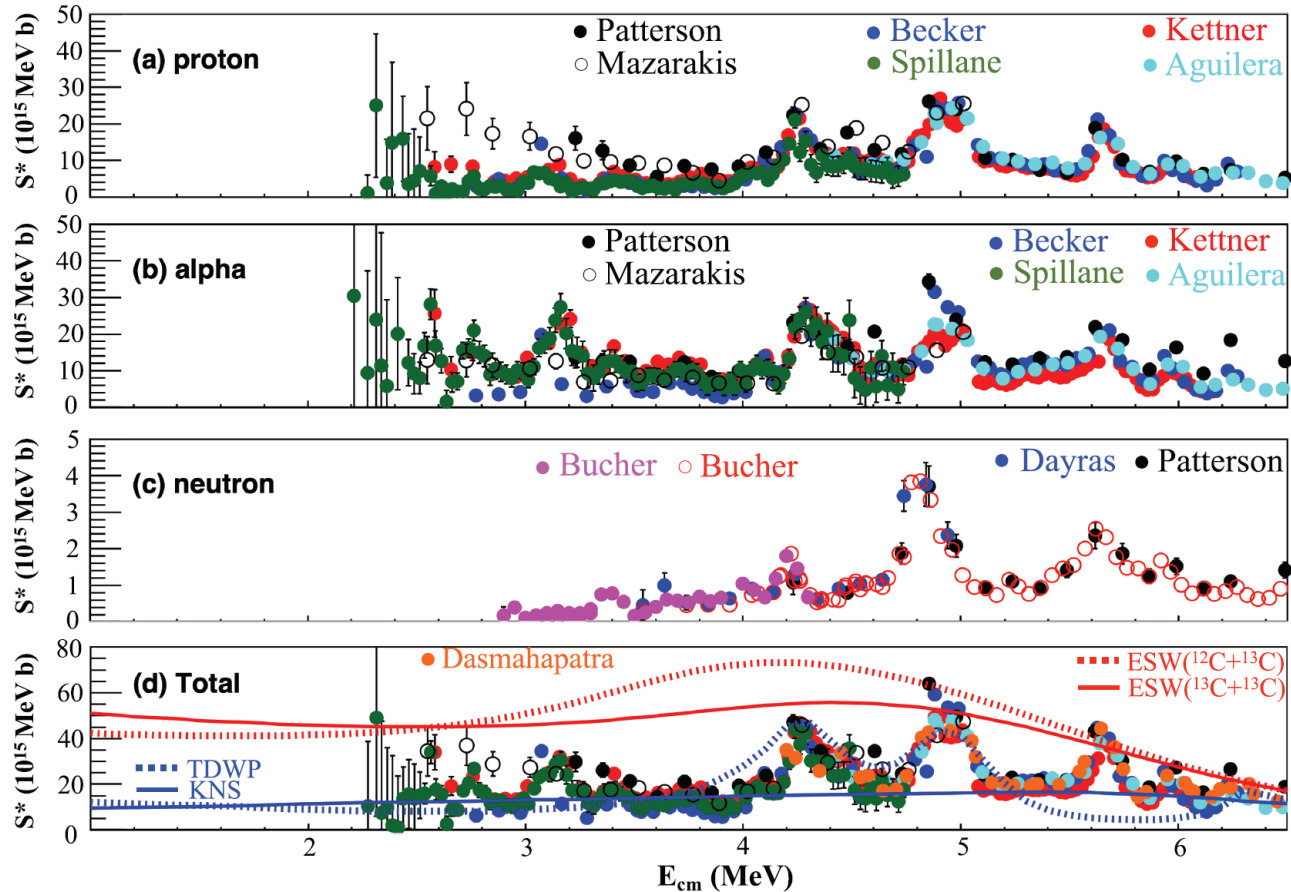 50
40
30
20
10
0
S* (10¹⁵ MeV b)
(a) proton
Patterson
Mazarakis
Becker
Spillane
Kettner
Aguilera
50
40
30
20
10
0
S* (10¹⁵ MeV b)
(b) alpha
Patterson
Mazarakis
Becker
Spillane
Kettner
Aguilera
5
4
3
2
1
0
S* (10¹⁵ MeV b)
(c) neutron
Bucher
Bucher
Dayras
Patterson
80
60
40
20
0
S* (10¹⁵ MeV b)
(d) Total
Dasmahapatra
ESW(¹²C+¹³C)
ESW(¹³C+¹³C)
TDWP
KNS
2 3 4 5 6
E_cm (MeV)